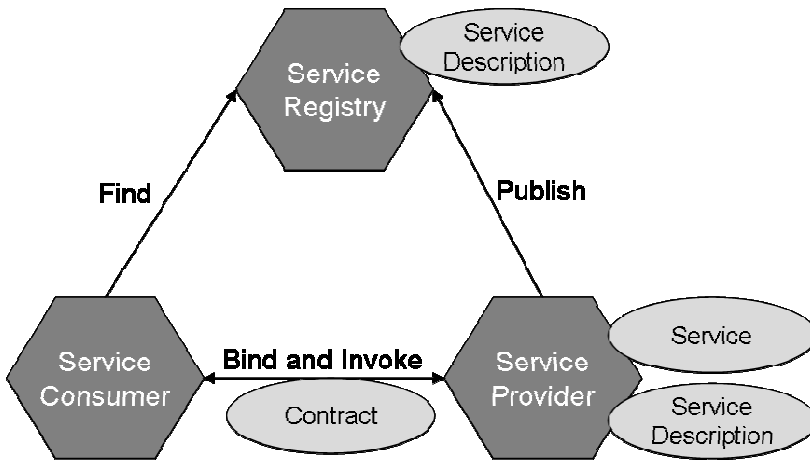 Service
Description
Service
Registry
Find
Publish
Service
Consumer
Bind and Invoke
Contract
Service
Provider
Service
Service
Description